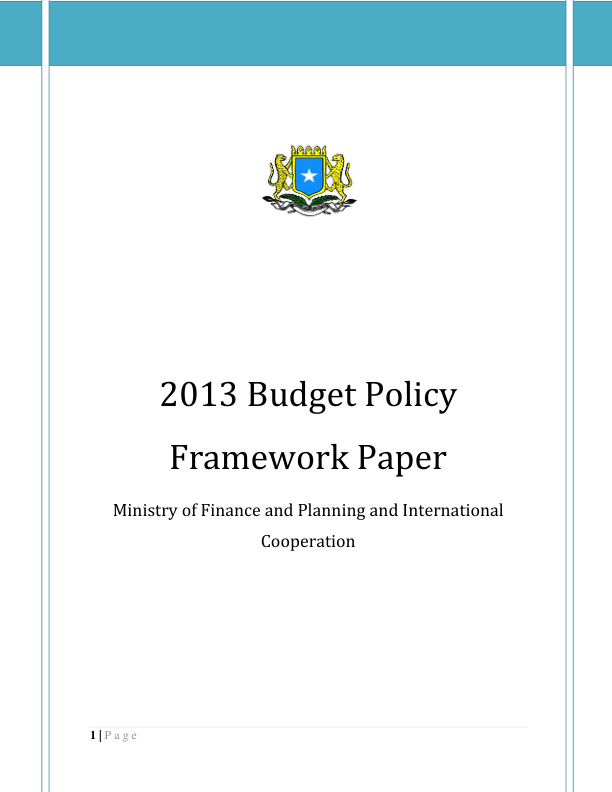 2013 Budget Policy
Framework Paper
Ministry of Finance and Planning and International
Cooperation
1 | P a g e